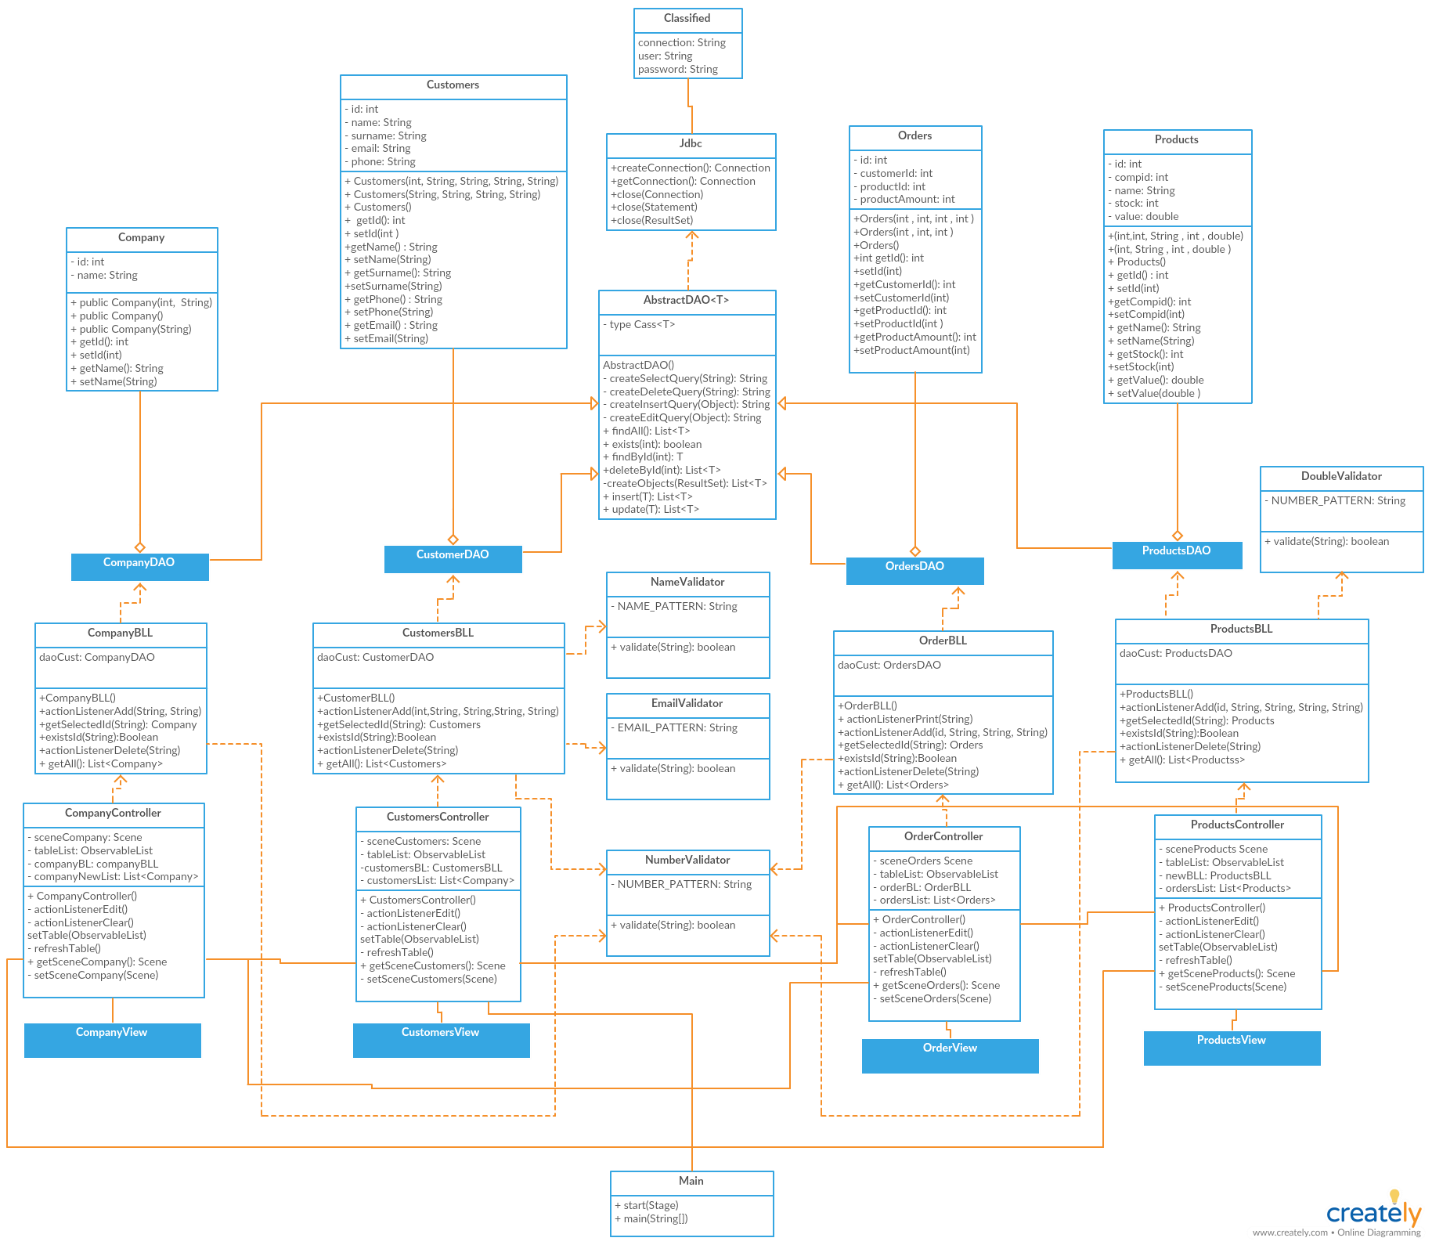 Classified
connection: String
user: String
password: String
Customers
- id: int
- name: String
- surname: String
- email: String
- phone: String
+ Customers(int, String, String, String, String)
+ Customers(String, String, String, String)
+ Customers()
+  getId(): int
+ setId(int )
+getName() : String
+ setName(String)
+ getSurname(): String
+setSurname(String)
+ getPhone() : String
+ setPhone(String)
+ getEmail() : String
+ setEmail(String)
Jdbc
+createConnection(): Connection
+getConnection(): Connection
+close(Connection)
+close(Statement)
+close(ResultSet)
Orders
- id: int
- customerId: int
- productId: int
- productAmount: int
+Orders(int , int, int , int )
+Orders(int , int, int )
+Orders()
+int getId(): int
+setId(int)
+getCustomerId(): int
+setCustomerId(int)
+getProductId(): int
+setProductId(int )
+getProductAmount(): int
+setProductAmount(int)
Products
- id: int
- compid: int
- name: String
- stock: int
- value: double
+(int,int, String , int , double)
+(int, String , int , double )
+ Products()
+ getId() : int
+ setId(int)
+getCompid(): int
+setCompid(int)
+ getName(): String
+ setName(String)
+ getStock(): int
+setStock(int)
+ getValue(): double
+ setValue(double )
Company
- id: int
- name: String
+ public Company(int,  String)
+ public Company()
+ public Company(String)
+ getId(): int
+ setId(int)
+ getName(): String
+ setName(String)
AbstractDAO<T>
- type Cass<T>
AbstractDAO()
- createSelectQuery(String): String
- createDeleteQuery(String): String
- createInsertQuery(Object): String
- createEditQuery(Object): String
+ findAll(): List<T>
+ exists(int): boolean
+ findById(int): T
+deleteById(int): List<T>
-createObjects(ResultSet): List<T>
+ insert(T): List<T>
+ update(T): List<T>
DoubleValidator
- NUMBER_PATTERN: String
+ validate(String): boolean
CompanyDAO
CustomerDAO
OrdersDAO
ProductsDAO
NameValidator
- NAME_PATTERN: String
+ validate(String): boolean
CompanyBLL
daoCust: CompanyDAO
+CompanyBLL()
+actionListenerAdd(String, String)
+getSelectedId(String): Company
+existsId(String):Boolean
+actionListenerDelete(String)
+ getAll(): List<Company>
CustomersBLL
daoCust: CustomerDAO
+CustomerBLL()
+actionListenerAdd(int,String, String,String, String)
+getSelectedId(String): Customers
+existsId(String):Boolean
+actionListenerDelete(String)
+ getAll(): List<Customers>
EmailValidator
- EMAIL_PATTERN: String
+ validate(String): boolean
OrderBLL
daoCust: OrdersDAO
+OrderBLL()
+ actionListenerPrint(String)
+actionListenerAdd(id, String, String, String)
+getSelectedId(String): Orders
+existsId(String):Boolean
+actionListenerDelete(String)
+ getAll(): List<Orders>
ProductsBLL
daoCust: ProductsDAO
+ProductsBLL()
+actionListenerAdd(id, String, String, String, String)
+getSelectedId(String): Products
+existsId(String):Boolean
+actionListenerDelete(String)
+ getAll(): List<Productss>
CompanyController
- sceneCompany: Scene
- tableList: ObservableList
- companyBL: companyBLL
- companyNewList: List<Company>
+ CompanyController()
- actionListenerEdit()
- actionListenerClear()
setTable(ObservableList)
- refreshTable()
+ getSceneCompany(): Scene
- setSceneCompany(Scene)
CustomersController
- sceneCustomers: Scene
- tableList: ObservableList
-customersBL: CustomersBLL
- customersList: List<Company>
+ CustomersController()
- actionListenerEdit()
- actionListenerClear()
setTable(ObservableList)
- refreshTable()
+ getSceneCustomers(): Scene
- setSceneCustomers(Scene)
NumberValidator
- NUMBER_PATTERN: String
+ validate(String): boolean
OrderController
- sceneOrders Scene
- tableList: ObservableList
- orderBL: OrderBLL
- ordersList: List<Orders>
+ OrderController()
- actionListenerEdit()
- actionListenerClear()
setTable(ObservableList)
- refreshTable()
+ getSceneOrders(): Scene
- setSceneOrders(Scene)
ProductsController
- sceneProducts Scene
- tableList: ObservableList
- newBLL: ProductsBLL
- ordersList: List<Products>
+ ProductsController()
- actionListenerEdit()
- actionListenerClear()
setTable(ObservableList)
- refreshTable()
+ getSceneProducts(): Scene
- setSceneProducts(Scene)
CompanyView
CustomersView
OrderView
ProductsView
Main
+ start(Stage)
+ main(String[])
creately
www.creately.com • Online Diagramming